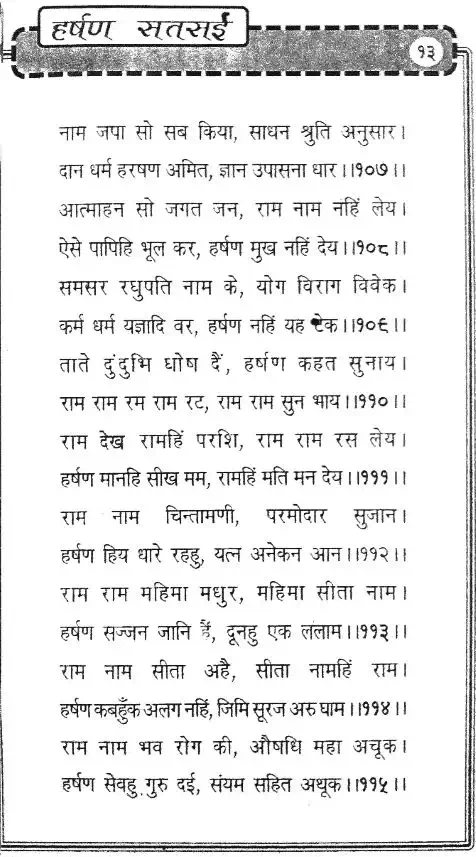 हर्षण सतसई
१३
नाम जपा सो सब किया, साधन श्रुति अनुसार।
दान धर्म हरषण अमित, ज्ञान उपासना धार।।१०७।।
आत्माहन सो जगत जन, राम नाम नहिं लेय।
ऐसे पापिहि भूल कर, हर्षण मुख नहिं देय।।१०८।।
समसर रघुपति नाम के, योग विराग विवेक।
कर्म धर्म यज्ञादि वर, हर्षण नहिं यह टेक।।१०९।।
ताते दुंदुभि घोष दैं, हर्षण कहत सुनाय।
राम राम रम राम रट, राम राम सुन भाय।।११०।।
राम देख रामहिं परशि, राम राम रस लेय।
हर्षण मानहि सीख मम, रामहिं मति मन देय।।१११।।
राम नाम चिन्तामणी, परमोदार सुजान।
हर्षण हिय धारे रहहु, यत्न अनेकन आन।।११२।।
राम राम महिमा मधुर, महिमा सीता नाम।
हर्षण सज्जन जानि हैं, दूनहु एक ललाम।।११३।।
राम नाम सीता अहै, सीता नामहिं राम।
हर्षण कबहुँक अलग नहिं, जिमि सूरज अरु घाम।।११४।।
राम नाम भव रोग की, औषधि महा अचूक।
हर्षण सेवहु गुरु दई, संयम सहित अथूक।।११५।।